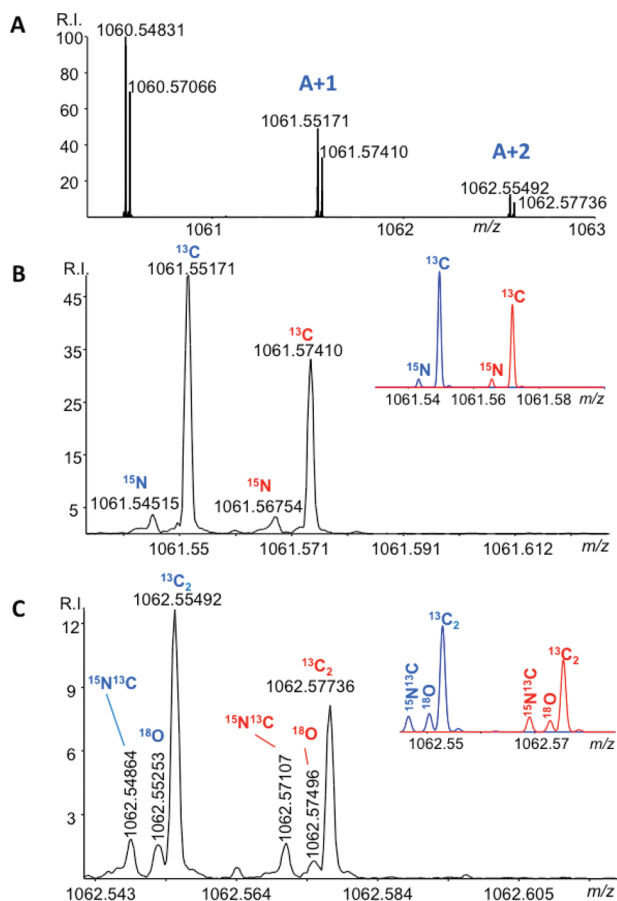 A
R.I.
100
80
60
40
20
1060.54831
1060.57066
A+1
1061.55171
1061.57410
A+2
1062.55492
1062.57736
1061
1062
m/z
1063
B
R.I.
45
35
25
15
5
13C
1061.55171
13C
1061.57410
15N
1061.54515
15N
1061.56754
1061.55
1061.571
1061.591
1061.612
m/z
13C
13C
15N
15N
1061.54
1061.56
1061.58
m/z
C
R.I.
12
9
6
3
13C2
1062.55492
13C2
1062.57736
15N13C
18O
1062.54864
1062.55253
15N13C
18O
1062.57107
1062.57496
1062.543
1062.564
1062.584
1062.605
m/z
13C2
13C2
15N13C
18O
15N13C
18O
1062.55
1062.57
m/z